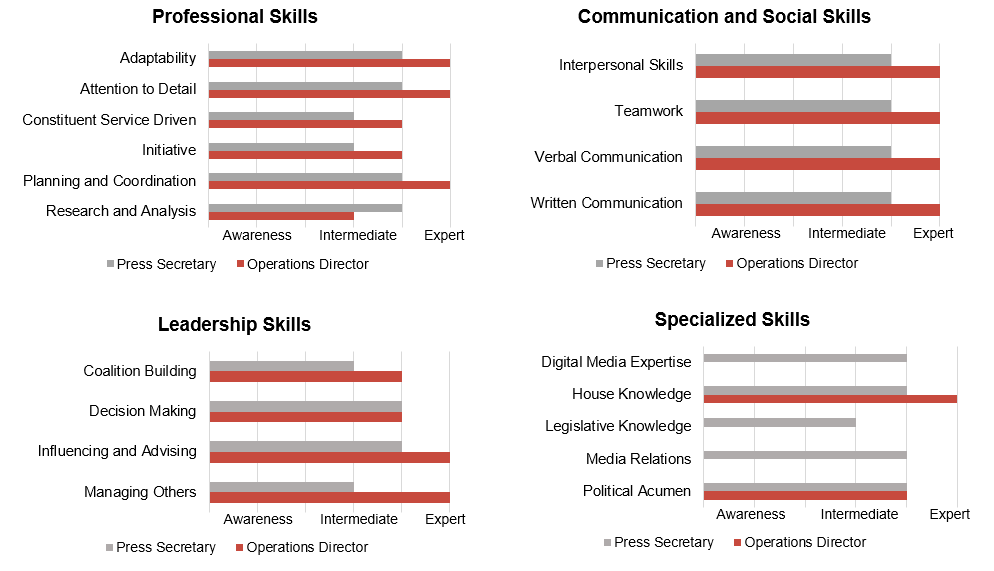 Professional Skills
Adaptability
Attention to Detail
Constituent Service Driven
Initiative
Planning and Coordination
Research and Analysis
Awareness Intermediate Expert
Press Secretary Operations Director
Communication and Social Skills
Interpersonal Skills
Teamwork
Verbal Communication
Written Communication
Awareness Intermediate Expert
Press Secretary Operations Director
Leadership Skills
Coalition Building
Decision Making
Influencing and Advising
Managing Others
Awareness Intermediate Expert
Press Secretary Operations Director
Specialized Skills
Digital Media Expertise
House Knowledge
Legislative Knowledge
Media Relations
Political Acumen
Awareness Intermediate Expert
Press Secretary Operations Director